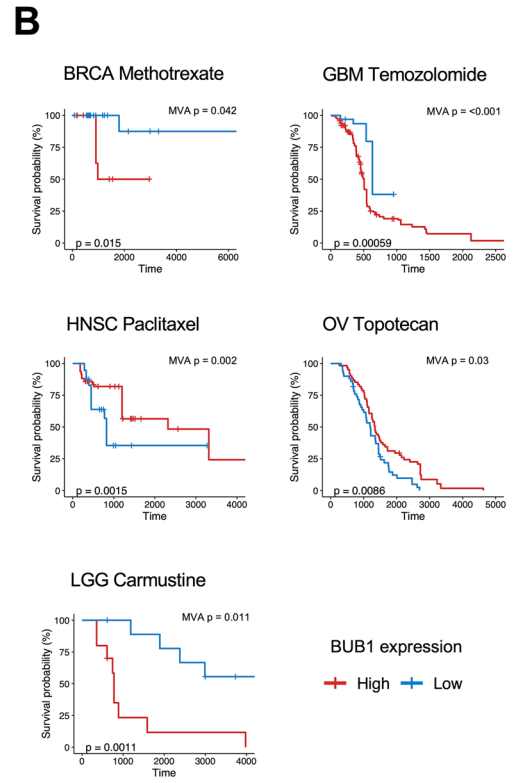 B
BRCA Methotrexate
MVA p = 0.042
Survival probability (%)
100
75
50
25
0
p = 0.015
0 2000 4000 6000
Time
GBM Temozolomide
MVA p = <0.001
Survival probability (%)
100
75
50
25
0
p = 0.00059
0 500 1000 1500 2000 2500
Time
HNSC Paclitaxel
MVA p = 0.002
Survival probability (%)
100
75
50
25
0
p = 0.0015
0 1000 2000 3000 4000
Time
OV Topotecan
MVA p = 0.03
Survival probability (%)
100
75
50
25
0
p = 0.0086
0 1000 2000 3000 4000 5000
Time
LGG Carmustine
MVA p = 0.011
Survival probability (%)
100
75
50
25
0
p = 0.0011
0 1000 2000 3000 4000
Time
BUB1 expression
High Low